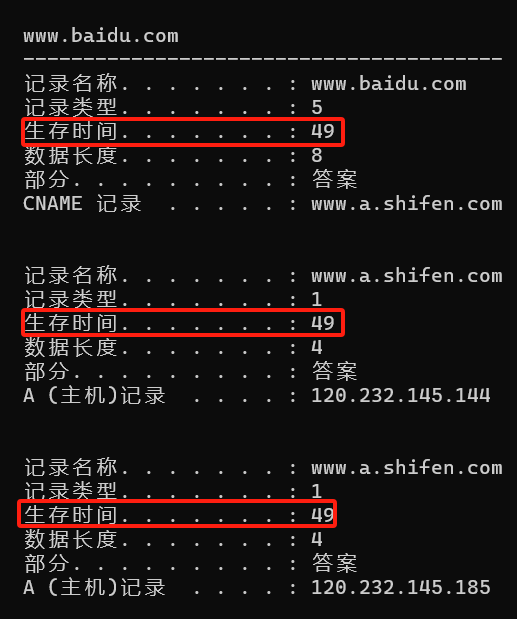 www.baidu.com
----------------------------------------
记录名称. . . . . . . : www.baidu.com
记录类型. . . . . . . : 5
生存时间. . . . . . . : 49
数据长度. . . . . . . : 8
部分. . . . . . . . . : 答案
CNAME 记录  . . . . . : www.a.shifen.com
记录名称. . . . . . . : www.a.shifen.com
记录类型. . . . . . . : 1
生存时间. . . . . . . : 49
数据长度. . . . . . . : 4
部分. . . . . . . . . : 答案
A (主机)记录  . . . . : 120.232.145.144
记录名称. . . . . . . : www.a.shifen.com
记录类型. . . . . . . : 1
生存时间. . . . . . . : 49
数据长度. . . . . . . : 4
部分. . . . . . . . . : 答案
A (主机)记录  . . . . : 120.232.145.185